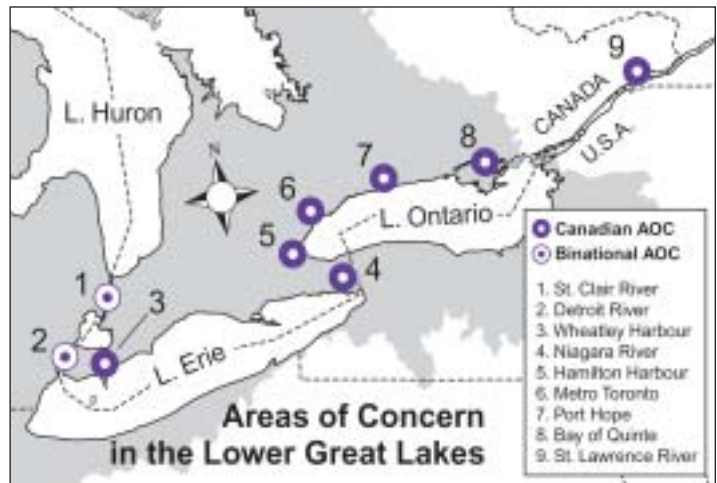 9
CANADA
U.S.A.
L. Huron
N
8
7
6
L. Ontario
5
4
1
3
2
L. Erie
Canadian AOC
Binational AOC
1. St. Clair River
2. Detroit River
3. Wheatley Harbour
4. Niagara River
5. Hamilton Harbour
6. Metro Toronto
7. Port Hope
8. Bay of Quinte
9. St. Lawrence River
Areas of Concern
in the Lower Great Lakes